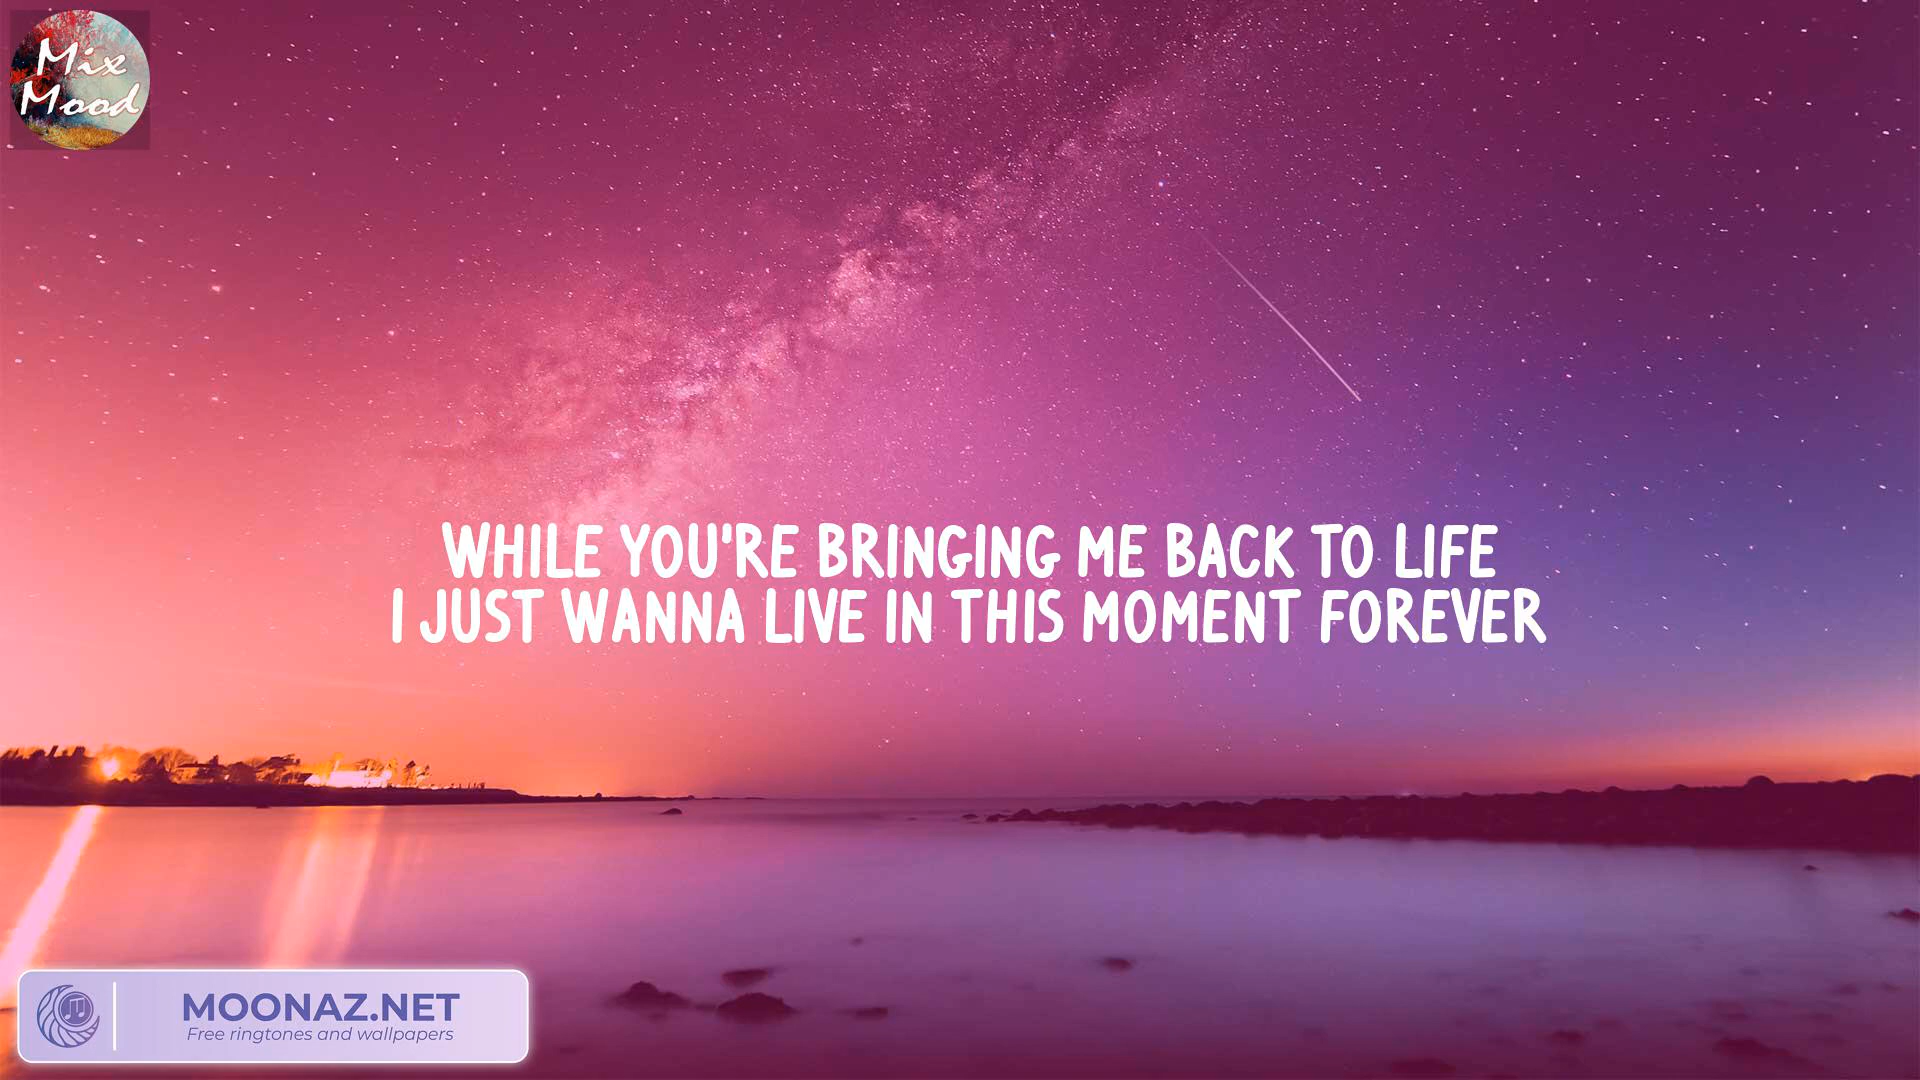 Mix
Mood
WHILE YOU'RE BRINGING ME BACK TO LIFE
I JUST WANNA LIVE IN THIS MOMENT FOREVER
MOONAZ.NET
Free ringtones and wallpapers